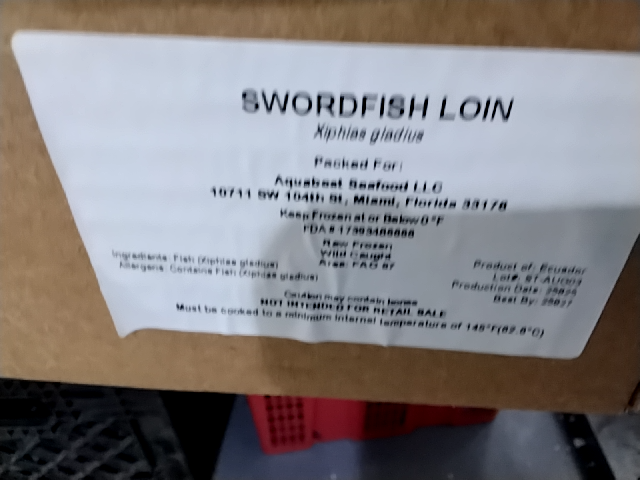 SWORDFISH LOIN
Xiphias gladius
Packed For:
Aquabest Seafood LLC
10711 SW 104th St, Miami, Florida 33176
Keep Frozen at or Below 0°F
FDA #
Raw Frozen
Wild Caught
Area: FAO 87
Ingredients: Fish (Xiphias gladius)
Allergens: Contains Fish (Xiphias gladius)
Product of: Ecuador
Lot#:
Production Date:
Best By:
Caution may contain bones
NOT INTENDED FOR RETAIL SALE
Must be cooked to a minimum internal temperature of 145°F(62.8°C)